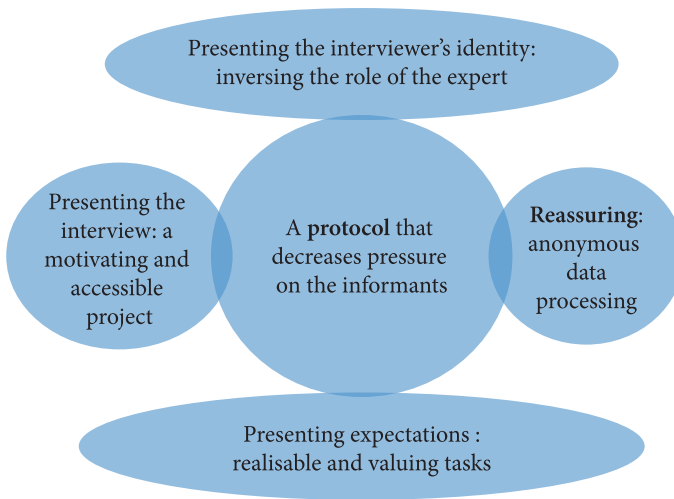 Presenting the interviewer’s identity:
inversing the role of the expert
Presenting the
interview: a
motivating and
accessible
project
A protocol that
decreases pressure
on the informants
Reassuring:
anonymous
data
processing
Presenting expectations :
realisable and valuing tasks